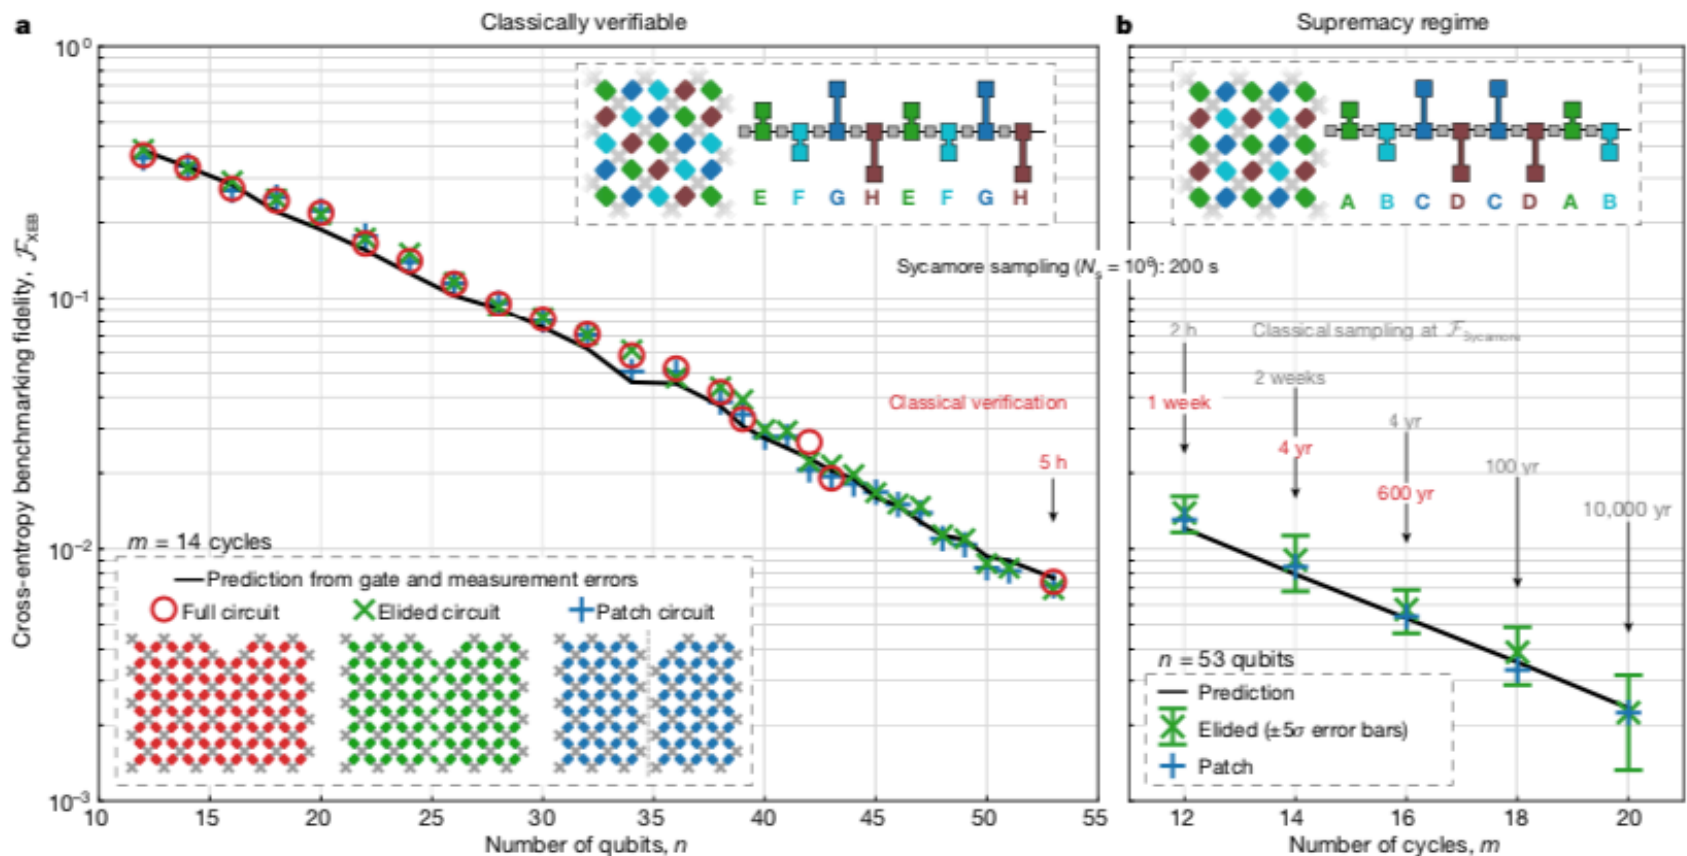 a
Classically verifiable
b
Supremacy regime
Cross-entropy benchmarking fidelity, ℱ_XEB
10⁰
10⁻¹
10⁻²
10⁻³
E F G H E F G H
A B C D C D A B
Sycamore sampling (Nₛ = 10⁶): 200 s
Classical verification
5 h
m = 14 cycles
Prediction from gate and measurement errors
Full circuit
Elided circuit
Patch circuit
10 15 20 25 30 35 40 45 50 55
Number of qubits, n
2 h
Classical sampling at ℱ_Sycamore
1 week
2 weeks
4 yr
4 yr
600 yr
100 yr
10,000 yr
n = 53 qubits
Prediction
Elided (±5σ error bars)
Patch
12 14 16 18 20
Number of cycles, m